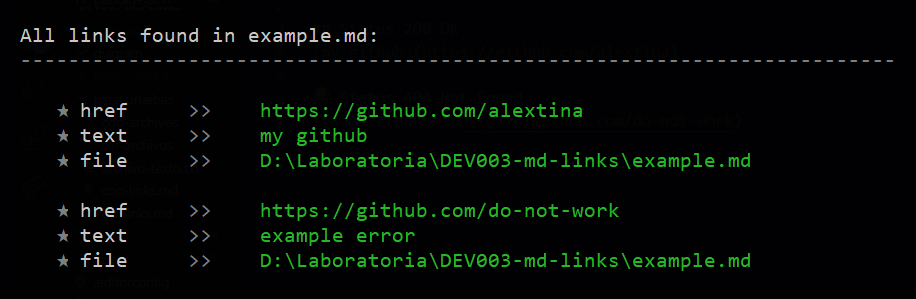 All links found in example.md:
-------------------------------------------------------------------------
★ href >> https://github.com/alextina
★ text >> my github
★ file >> D:\Laboratoria\DEV003-md-links\example.md
★ href >> https://github.com/do-not-work
★ text >> example error
★ file >> D:\Laboratoria\DEV003-md-links\example.md